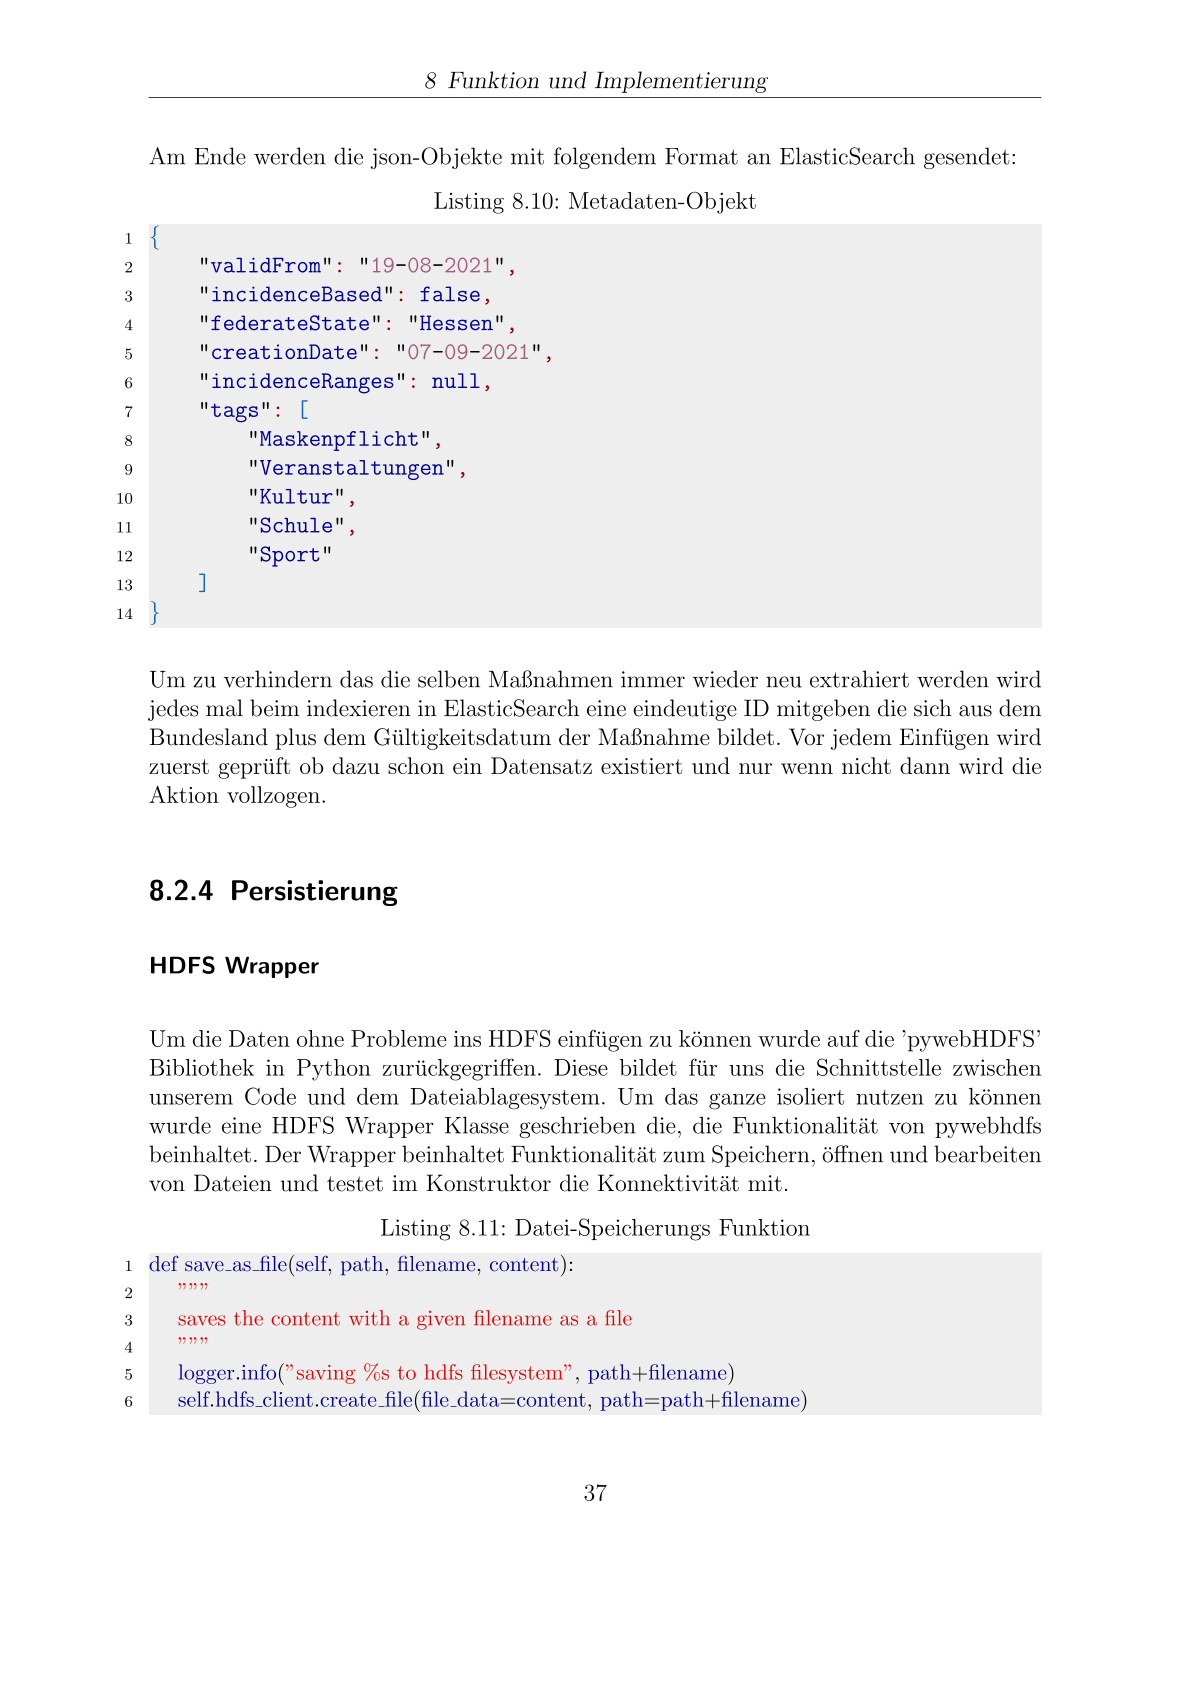 8 Funktion und Implementierung
Am Ende werden die json-Objekte mit folgendem Format an ElasticSearch gesendet:
Listing 8.10: Metadaten-Objekt
1 {
2     "validFrom": "19-08-2021",
3     "incidenceBased": false,
4     "federateState": "Hessen",
5     "creationDate": "07-09-2021",
6     "incidenceRanges": null,
7     "tags": [
8         "Maskenpflicht",
9         "Veranstaltungen",
10         "Kultur",
11         "Schule",
12         "Sport"
13     ]
14 }
Um zu verhindern das die selben Maßnahmen immer wieder neu extrahiert werden wird
jedes mal beim indexieren in ElasticSearch eine eindeutige ID mitgeben die sich aus dem
Bundesland plus dem Gültigkeitsdatum der Maßnahme bildet. Vor jedem Einfügen wird
zuerst geprüft ob dazu schon ein Datensatz existiert und nur wenn nicht dann wird die
Aktion vollzogen.
8.2.4 Persistierung
HDFS Wrapper
Um die Daten ohne Probleme ins HDFS einfügen zu können wurde auf die ’pywebHDFS’
Bibliothek in Python zurückgegriffen. Diese bildet für uns die Schnittstelle zwischen
unserem Code und dem Dateiablagesystem. Um das ganze isoliert nutzen zu können
wurde eine HDFS Wrapper Klasse geschrieben die, die Funktionalität von pywebhdfs
beinhaltet. Der Wrapper beinhaltet Funktionalität zum Speichern, öffnen und bearbeiten
von Dateien und testet im Konstruktor die Konnektivität mit.
Listing 8.11: Datei-Speicherungs Funktion
1 def save_as_file(self, path, filename, content):
2     ”””
3     saves the content with a given filename as a file
4     ”””
5     logger.info(”saving %s to hdfs filesystem”, path+filename)
6     self.hdfs_client.create_file(file_data=content, path=path+filename)
37